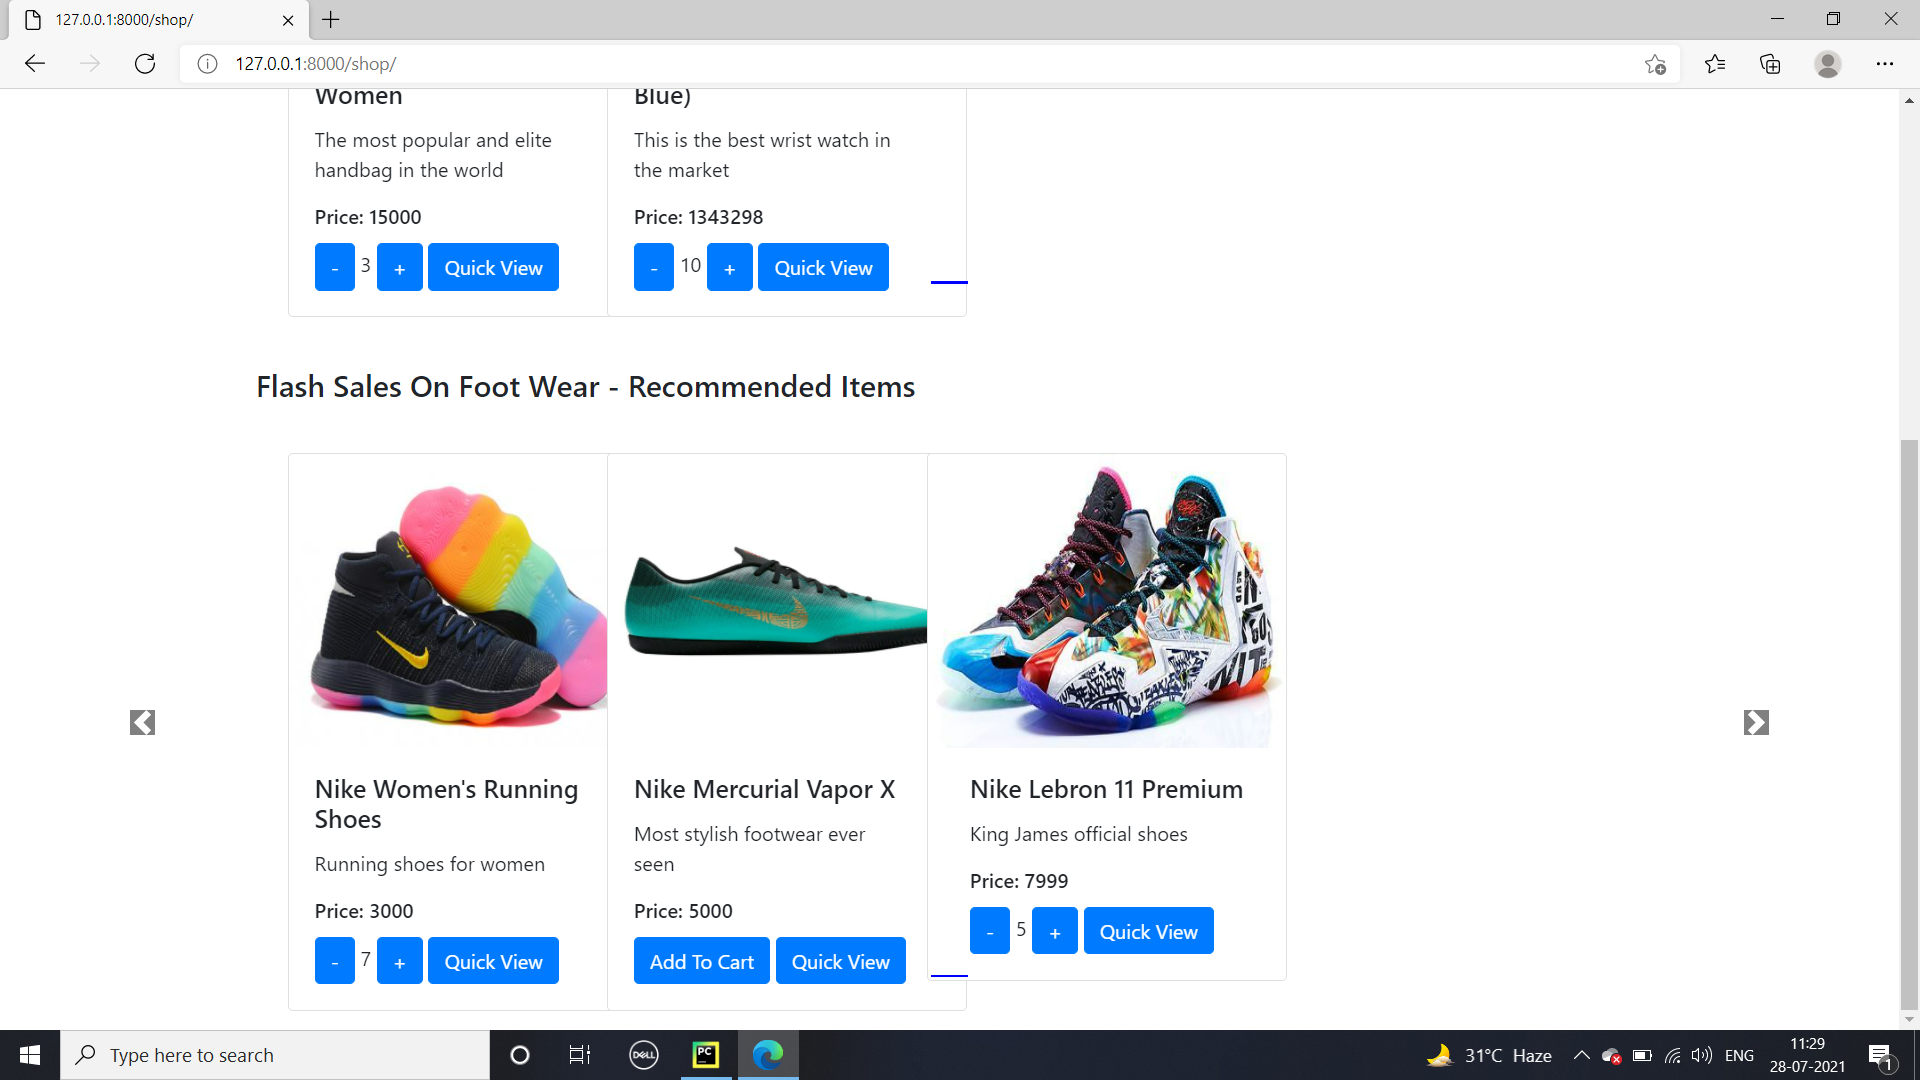 127.0.0.1:8000/shop/
127.0.0.1:8000/shop/
Women
The most popular and elite
handbag in the world
Price: 15000
- 3 + Quick View
Blue)
This is the best wrist watch in
the market
Price: 1343298
- 10 + Quick View
Flash Sales On Foot Wear - Recommended Items
Nike Women's Running
Shoes
Running shoes for women
Price: 3000
- 7 + Quick View
Nike Mercurial Vapor X
Most stylish footwear ever
seen
Price: 5000
Add To Cart Quick View
Nike Lebron 11 Premium
King James official shoes
Price: 7999
- 5 + Quick View
Type here to search
DELL
PC
31°C Haze
ENG
11:29
28-07-2021
1